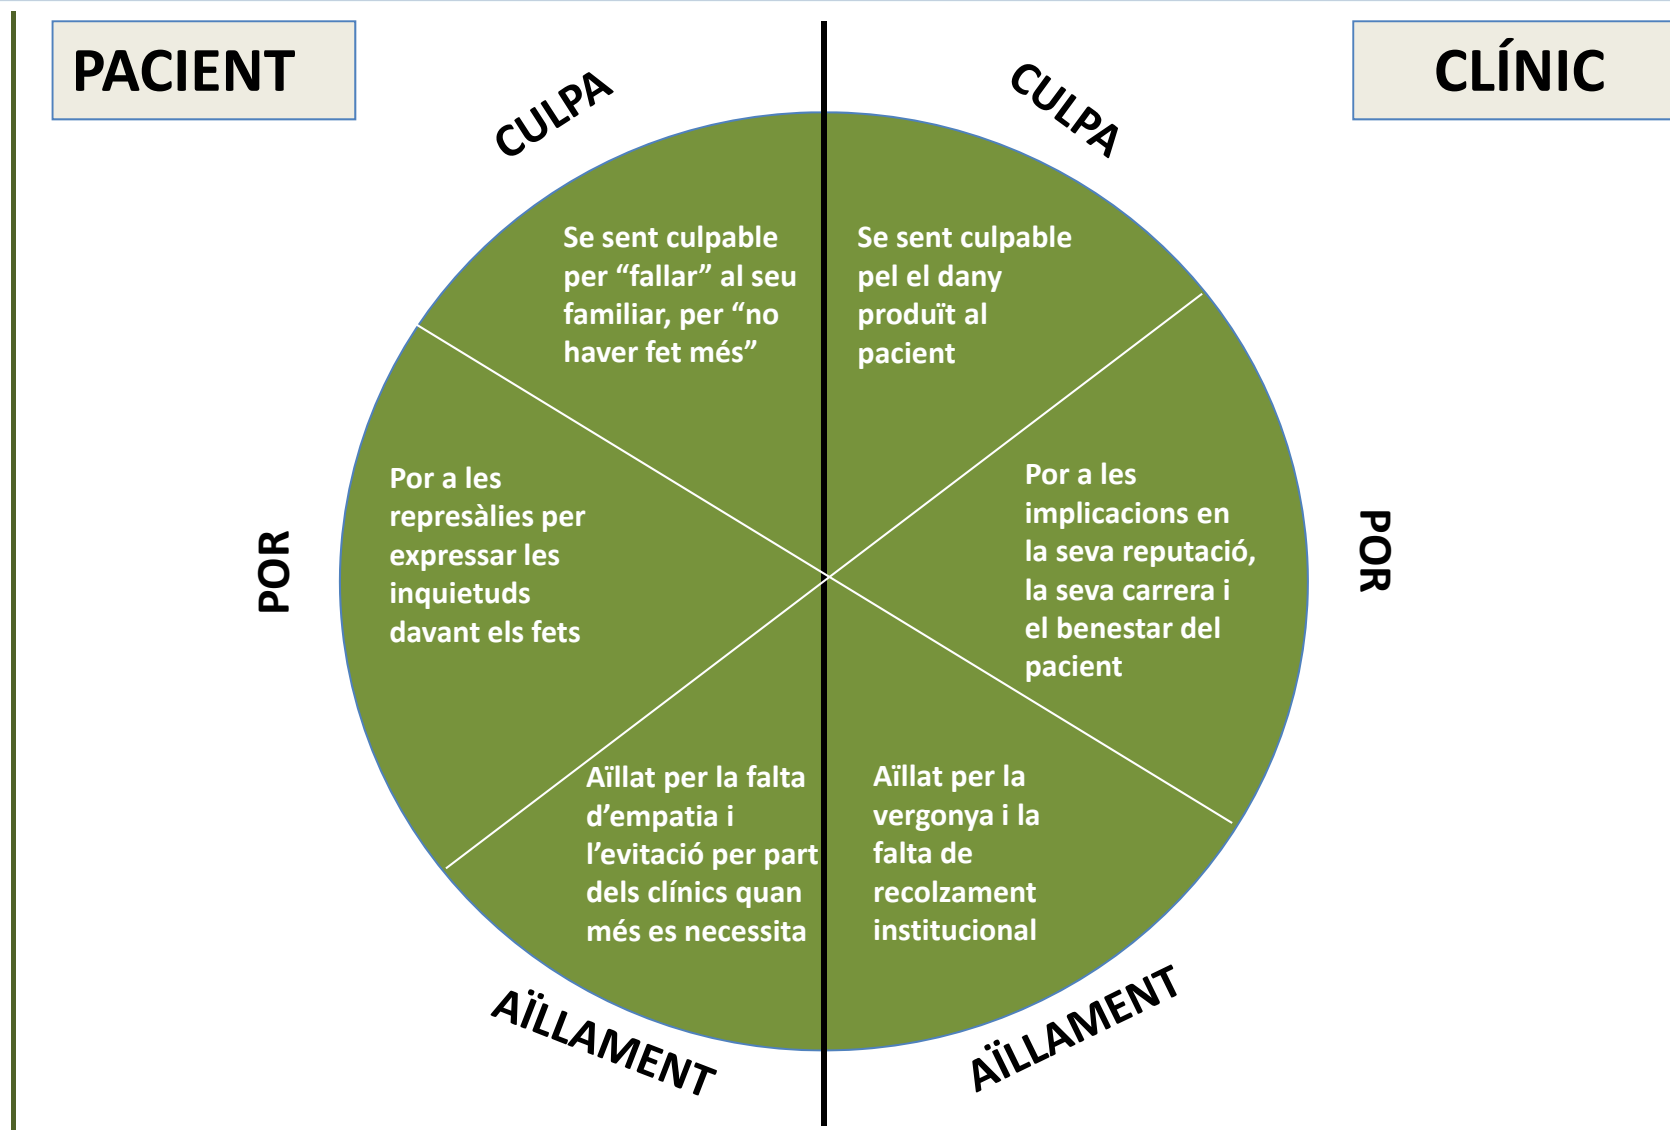 PACIENT
CLÍNIC
CULPA
CULPA
Se sent culpable
per “fallar” al seu
familiar, per “no
haver fet més”
Se sent culpable
pel el dany
produït al
pacient
POR
Por a les
represàlies per
expressar les
inquietuds
davant els fets
Por a les
implicacions en
la seva reputació,
la seva carrera i
el benestar del
pacient
POR
Aïllat per la falta
d’empatia i
l’evitació per part
dels clínics quan
més es necessita
Aïllat per la
vergonya i la
falta de
recolzament
institucional
AÏLLAMENT
AÏLLAMENT